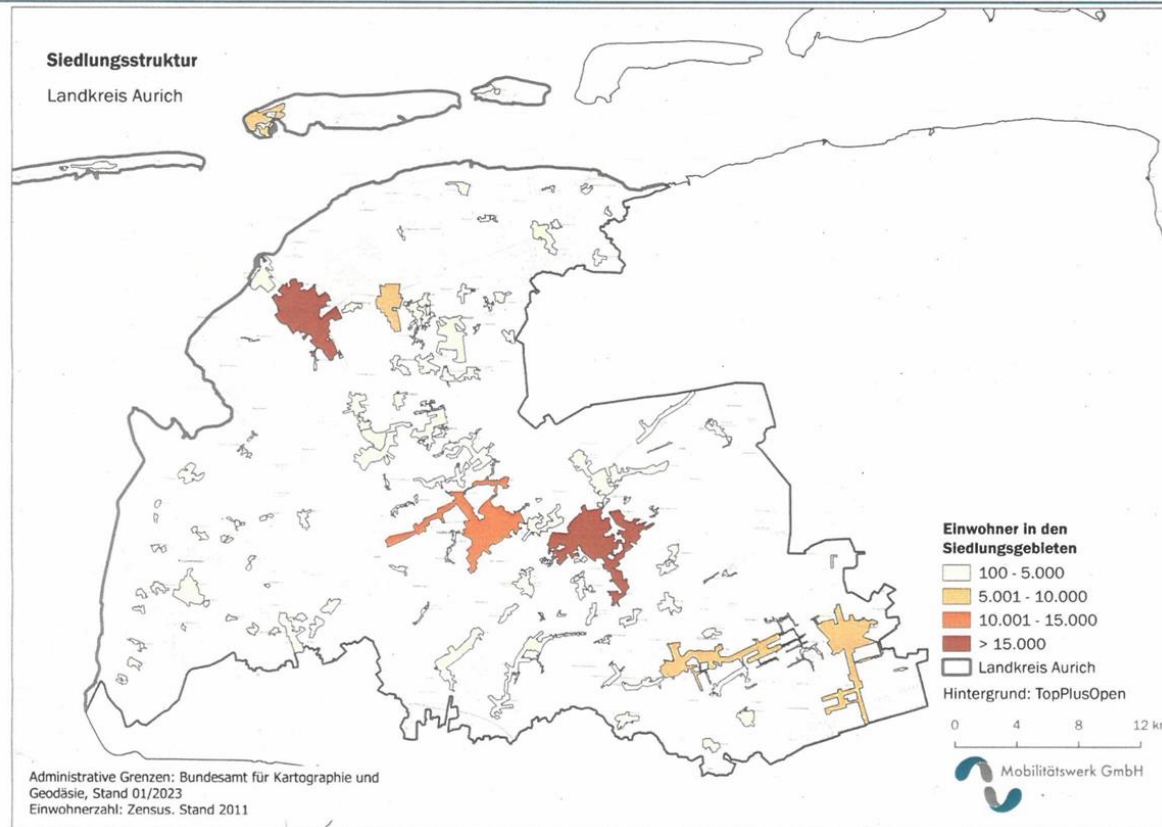 Siedlungsstruktur
Landkreis Aurich
Einwohner in den
Siedlungsgebieten
100 - 5.000
5.001 - 10.000
10.001 - 15.000
> 15.000
Landkreis Aurich
Hintergrund: TopPlusOpen
0 4 8 12 km
Mobilitätswerk GmbH
Administrative Grenzen: Bundesamt für Kartographie und
Geodäsie, Stand 01/2023
Einwohnerzahl: Zensus. Stand 2011